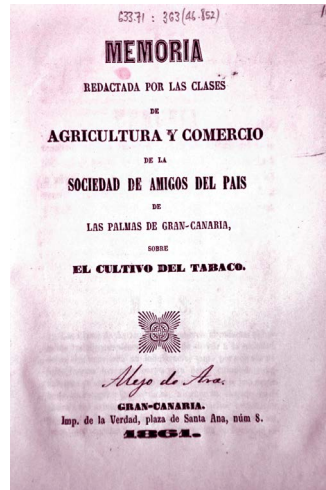 633.71 : 363(46.852)
MEMORIA
REDACTADA POR LAS CLASES
DE
AGRICULTURA Y COMERCIO
DE LA
SOCIEDAD DE AMIGOS DEL PAIS
DE
LAS PALMAS DE GRAN-CANARIA,
SOBRE
EL CULTIVO DEL TABACO.
GRAN-CANARIA.
Imp. de la Verdad, plaza de Santa Ana, núm 8.
1861.